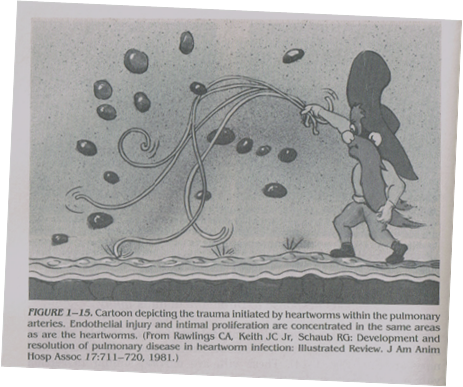 FIGURE 1–15. Cartoon depicting the trauma initiated by heartworms within the pulmonary
arteries. Endothelial injury and intimal proliferation are concentrated in the same areas
as are the heartworms. (From Rawlings CA, Keith JC Jr, Schaub RG: Development and
resolution of pulmonary disease in heartworm infection: Illustrated Review. J Am Anim
Hosp Assoc 17:711–720, 1981.)